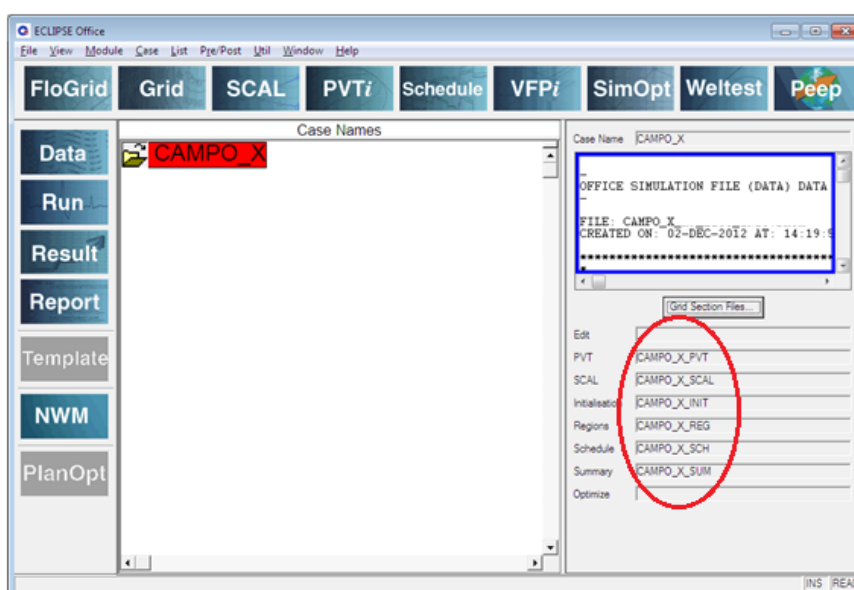 ECLIPSE Office
File View Module Case List Pre/Post Util Window Help
FloGrid Grid SCAL PVTi Schedule VFPi SimOpt Weltest Peep
Data
Run
Result
Report
Template
NWM
PlanOpt
Case Names
CAMPO_X
Case Name CAMPO_X
OFFICE SIMULATION FILE (DATA) DATA
FILE: CAMPO_X
CREATED ON: 02-DEC-2012 AT: 14:19:5
************************************
Grid Section Files...
Edit
PVT CAMPO_X_PVT
SCAL CAMPO_X_SCAL
Initialisation CAMPO_X_INIT
Regions CAMPO_X_REG
Schedule CAMPO_X_SCH
Summary CAMPO_X_SUM
Optimize
INS REA